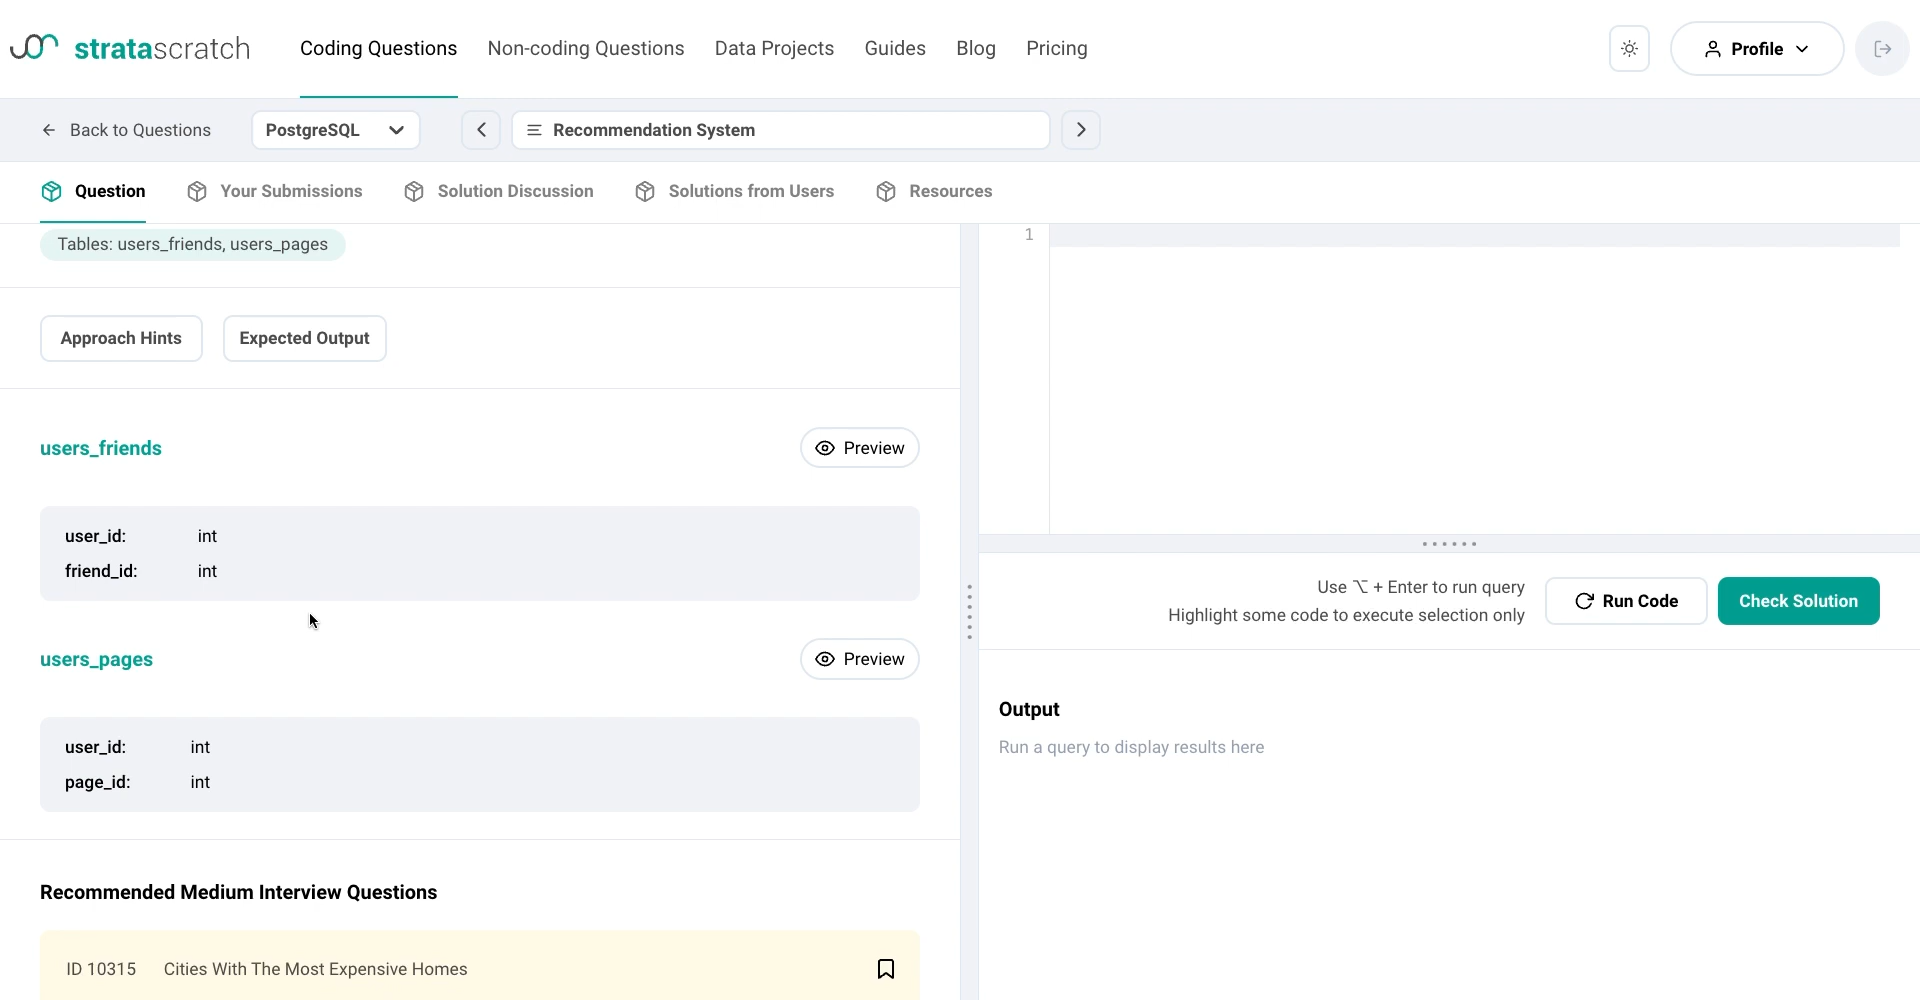 stratascratch
Coding Questions
Non-coding Questions
Data Projects
Guides
Blog
Pricing
Profile
Back to Questions
PostgreSQL
Recommendation System
Question
Your Submissions
Solution Discussion
Solutions from Users
Resources
Tables: users_friends, users_pages
Approach Hints
Expected Output
users_friends
Preview
user_id: int
friend_id: int
users_pages
Preview
user_id: int
page_id: int
Recommended Medium Interview Questions
ID 10315 Cities With The Most Expensive Homes
1
Use ⌥ + Enter to run query
Highlight some code to execute selection only
Run Code
Check Solution
Output
Run a query to display results here